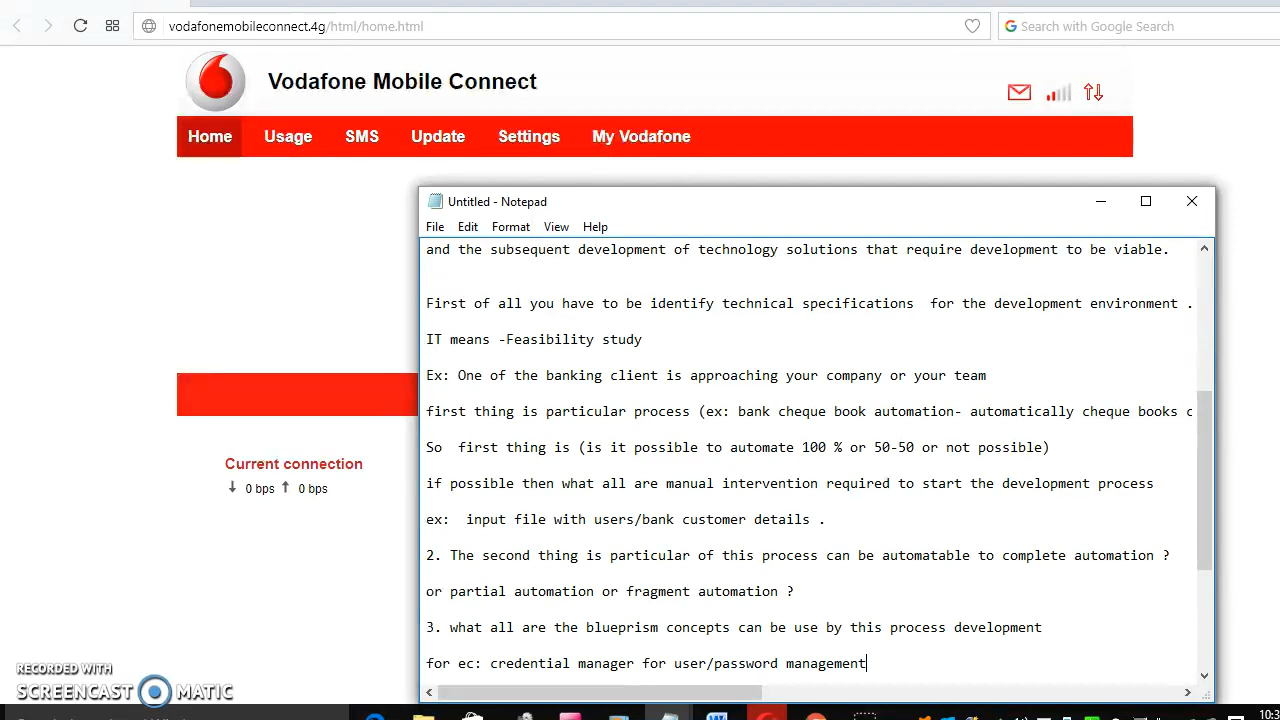 vodafonemobileconnect.4g/html/home.html
Search with Google Search
Vodafone Mobile Connect
Home Usage SMS Update Settings My Vodafone
Untitled - Notepad
File Edit Format View Help
and the subsequent development of technology solutions that require development to be viable.
First of all you have to be identify technical specifications  for the development environment .
IT means -Feasibility study
Ex: One of the banking client is approaching your company or your team
first thing is particular process (ex: bank cheque book automation- automatically cheque books c
So  first thing is (is it possible to automate 100 % or 50-50 or not possible)
if possible then what all are manual intervention required to start the development process
ex:  input file with users/bank customer details .
2. The second thing is particular of this process can be automatable to complete automation ?
or partial automation or fragment automation ?
3. what all are the blueprism concepts can be use by this process development
for ec: credential manager for user/password management
Current connection
0 bps 0 bps
RECORDED WITH
SCREENCAST MATIC
10:3